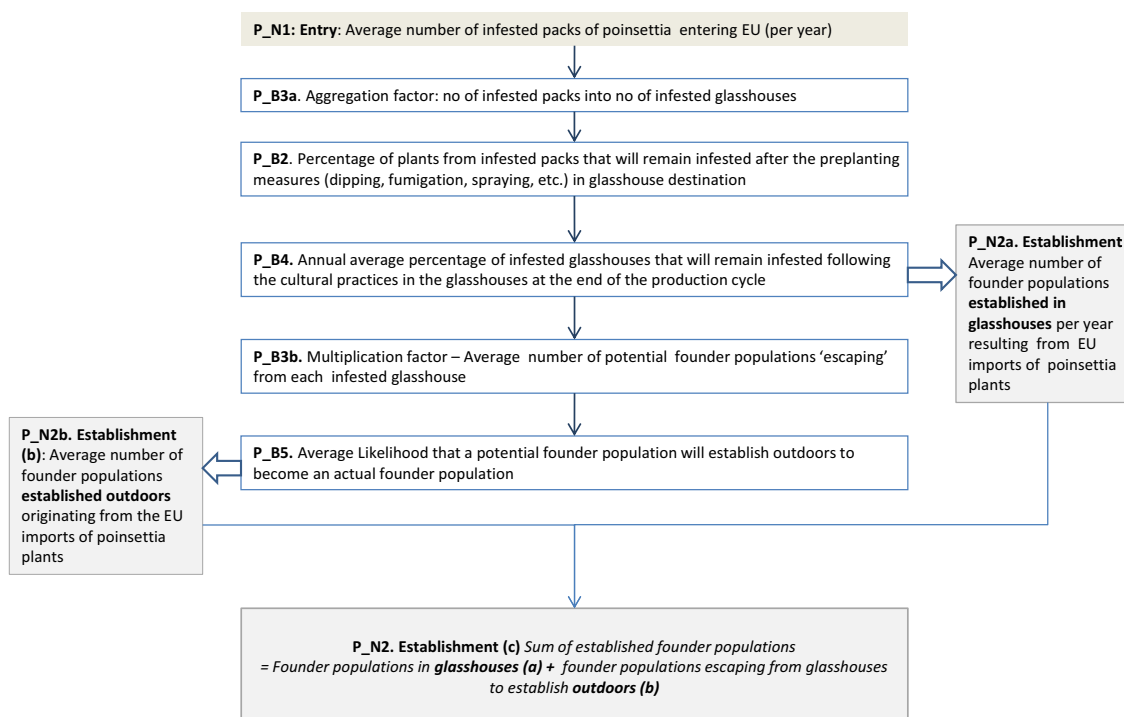 P_N1: Entry: Average number of infested packs of poinsettia entering EU (per year)
P_B3a. Aggregation factor: no of infested packs into no of infested glasshouses
P_B2. Percentage of plants from infested packs that will remain infested after the preplanting
measures (dipping, fumigation, spraying, etc.) in glasshouse destination
P_B4. Annual average percentage of infested glasshouses that will remain infested following
the cultural practices in the glasshouses at the end of the production cycle
P_N2a. Establishment
Average number of
founder populations
established in
glasshouses per year
resulting from EU
imports of poinsettia
plants
P_B3b. Multiplication factor – Average number of potential founder populations ‘escaping’
from each infested glasshouse
P_N2b. Establishment
(b): Average number of
founder populations
established outdoors
originating from the EU
imports of poinsettia
plants
P_B5. Average Likelihood that a potential founder population will establish outdoors to
become an actual founder population
P_N2. Establishment (c) Sum of established founder populations
= Founder populations in glasshouses (a) + founder populations escaping from glasshouses
to establish outdoors (b)